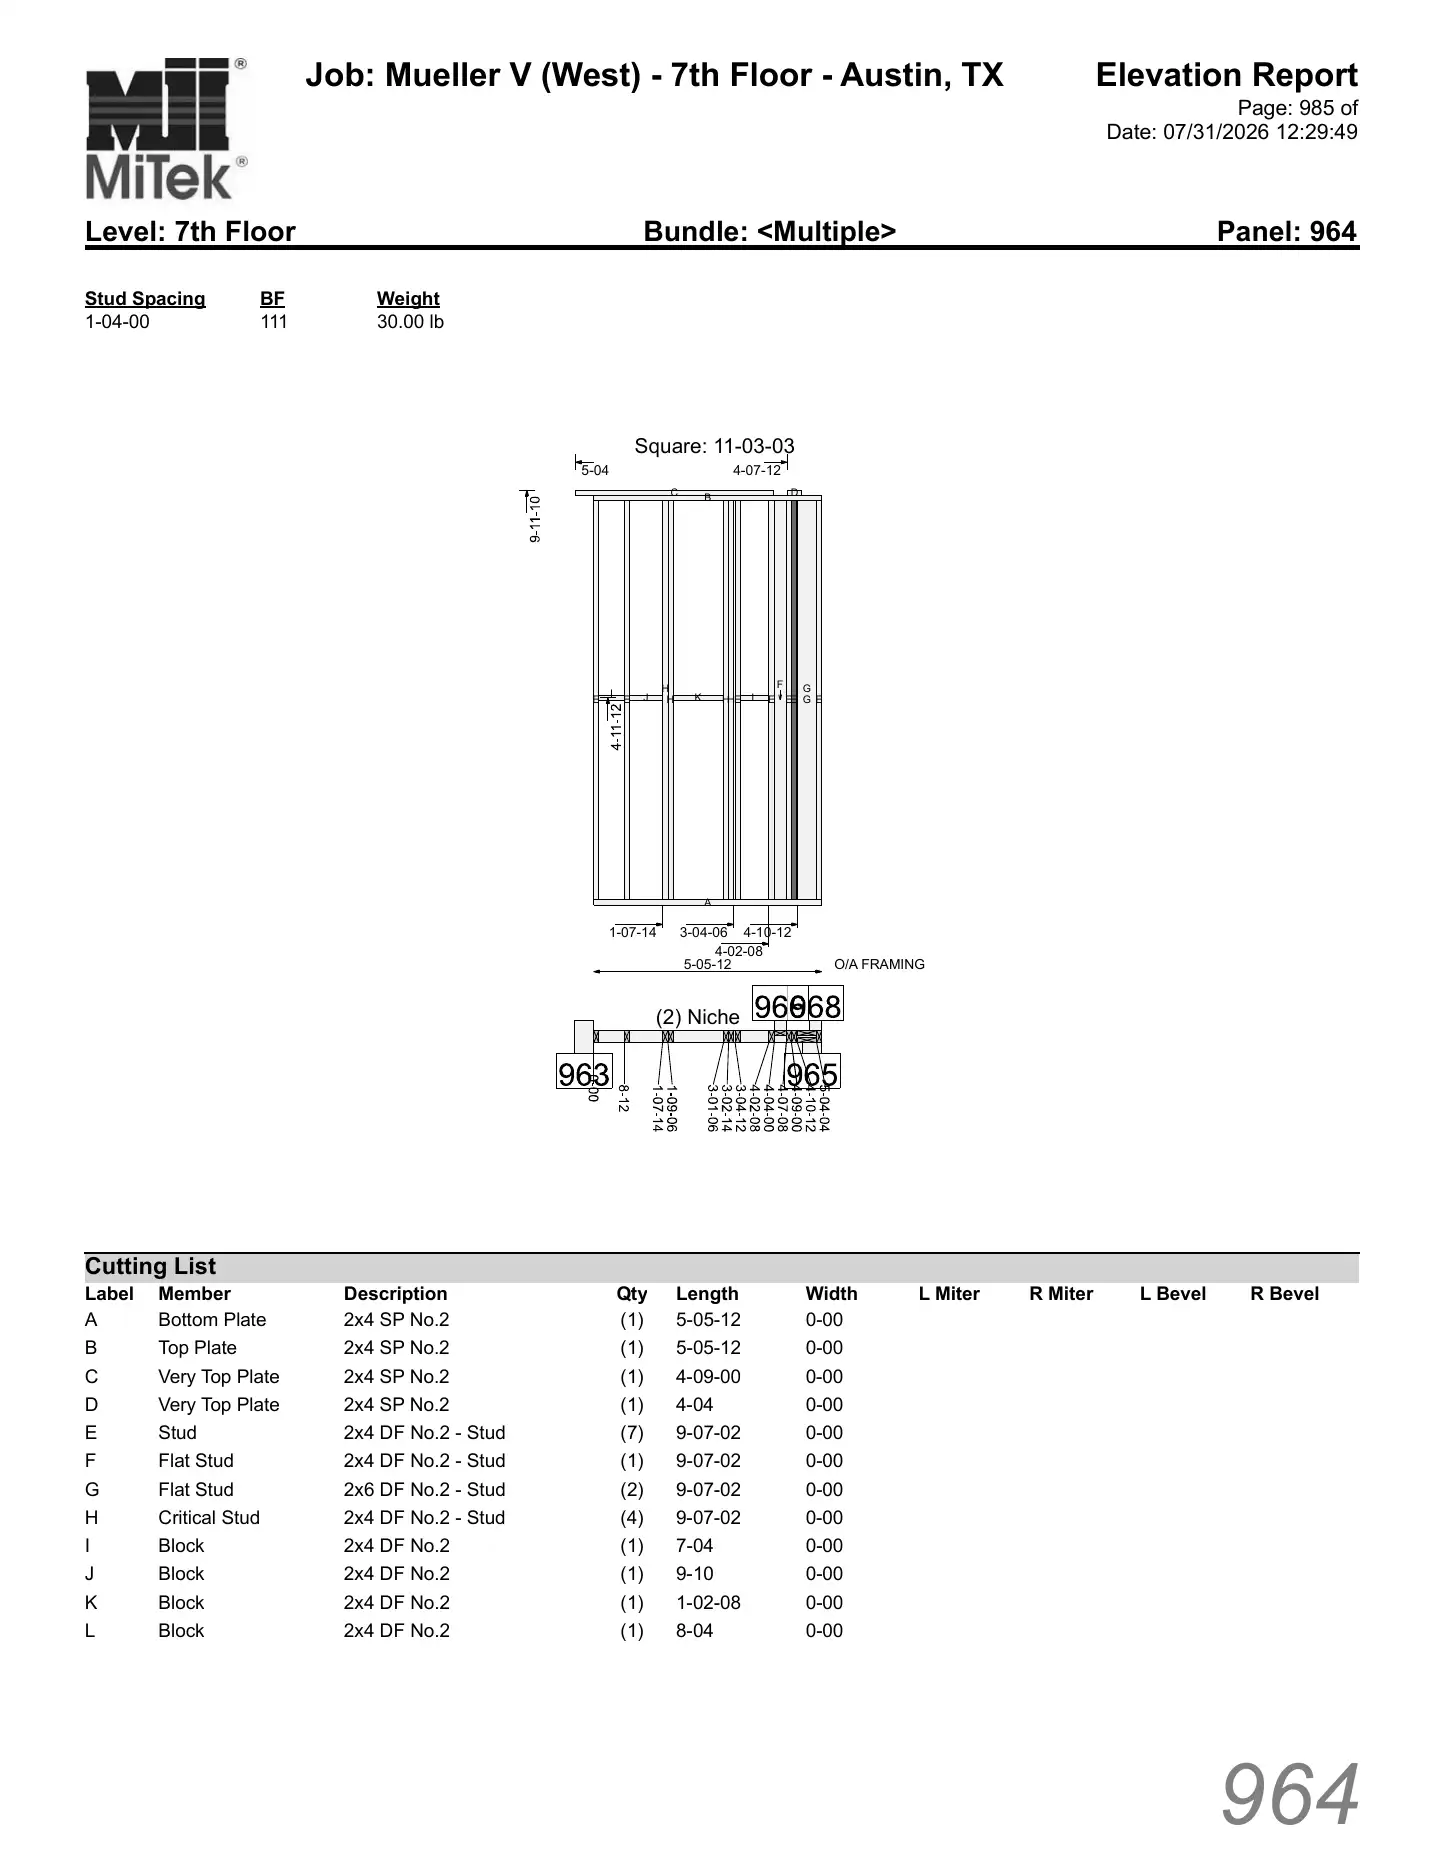 Job: Mueller V (West) - 7th Floor - Austin, TX
Elevation Report
Page: 985 of
Date: 07/31/2026 12:29:49
MiTek®
Level: 7th Floor Bundle: <Multiple> Panel: 964
Stud Spacing BF Weight
1-04-00 111 30.00 lb
Square: 11-03-03
5-04 4-07-12
C B D
9-11-10
H F G
J H K I G
4-11-12
A
1-07-14 3-04-06 4-10-12
4-02-08
5-05-12 O/A FRAMING
(2) Niche 968
963 965
8-12 1-07-14 1-09-06 3-01-06 3-02-14 3-04-12 4-02-08 4-04-00 4-07-08 4-09-00 4-10-12 5-04-04
Cutting List
Label Member Description Qty Length Width L Miter R Miter L Bevel R Bevel
A Bottom Plate 2x4 SP No.2 (1) 5-05-12 0-00
B Top Plate 2x4 SP No.2 (1) 5-05-12 0-00
C Very Top Plate 2x4 SP No.2 (1) 4-09-00 0-00
D Very Top Plate 2x4 SP No.2 (1) 4-04 0-00
E Stud 2x4 DF No.2 - Stud (7) 9-07-02 0-00
F Flat Stud 2x4 DF No.2 - Stud (1) 9-07-02 0-00
G Flat Stud 2x6 DF No.2 - Stud (2) 9-07-02 0-00
H Critical Stud 2x4 DF No.2 - Stud (4) 9-07-02 0-00
I Block 2x4 DF No.2 (1) 7-04 0-00
J Block 2x4 DF No.2 (1) 9-10 0-00
K Block 2x4 DF No.2 (1) 1-02-08 0-00
L Block 2x4 DF No.2 (1) 8-04 0-00
964